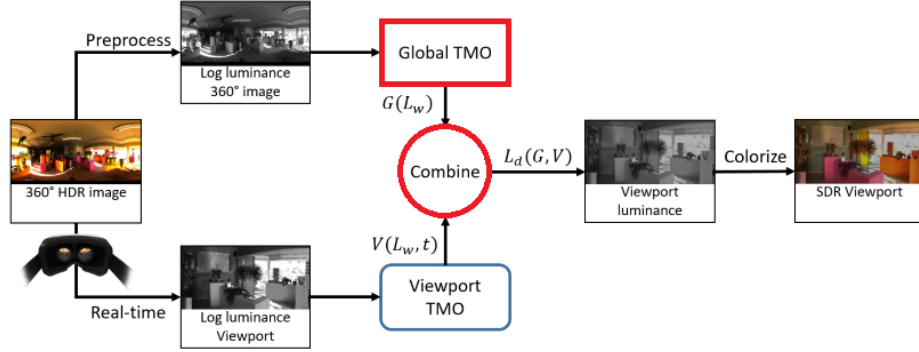 Preprocess
Log luminance
360° image
Global TMO
G(L_w)
360° HDR image
Combine
L_d(G, V)
Viewport
luminance
Colorize
SDR Viewport
V(L_w, t)
Real-time
Log luminance
Viewport
Viewport
TMO